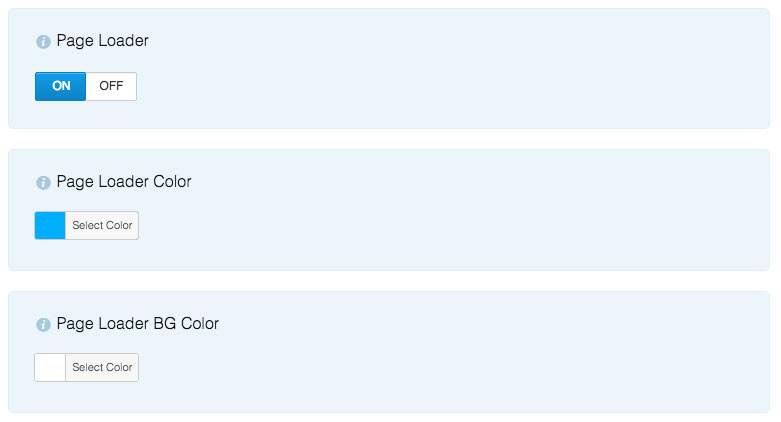 Page Loader
ON OFF
Page Loader Color
Select Color
Page Loader BG Color
Select Color